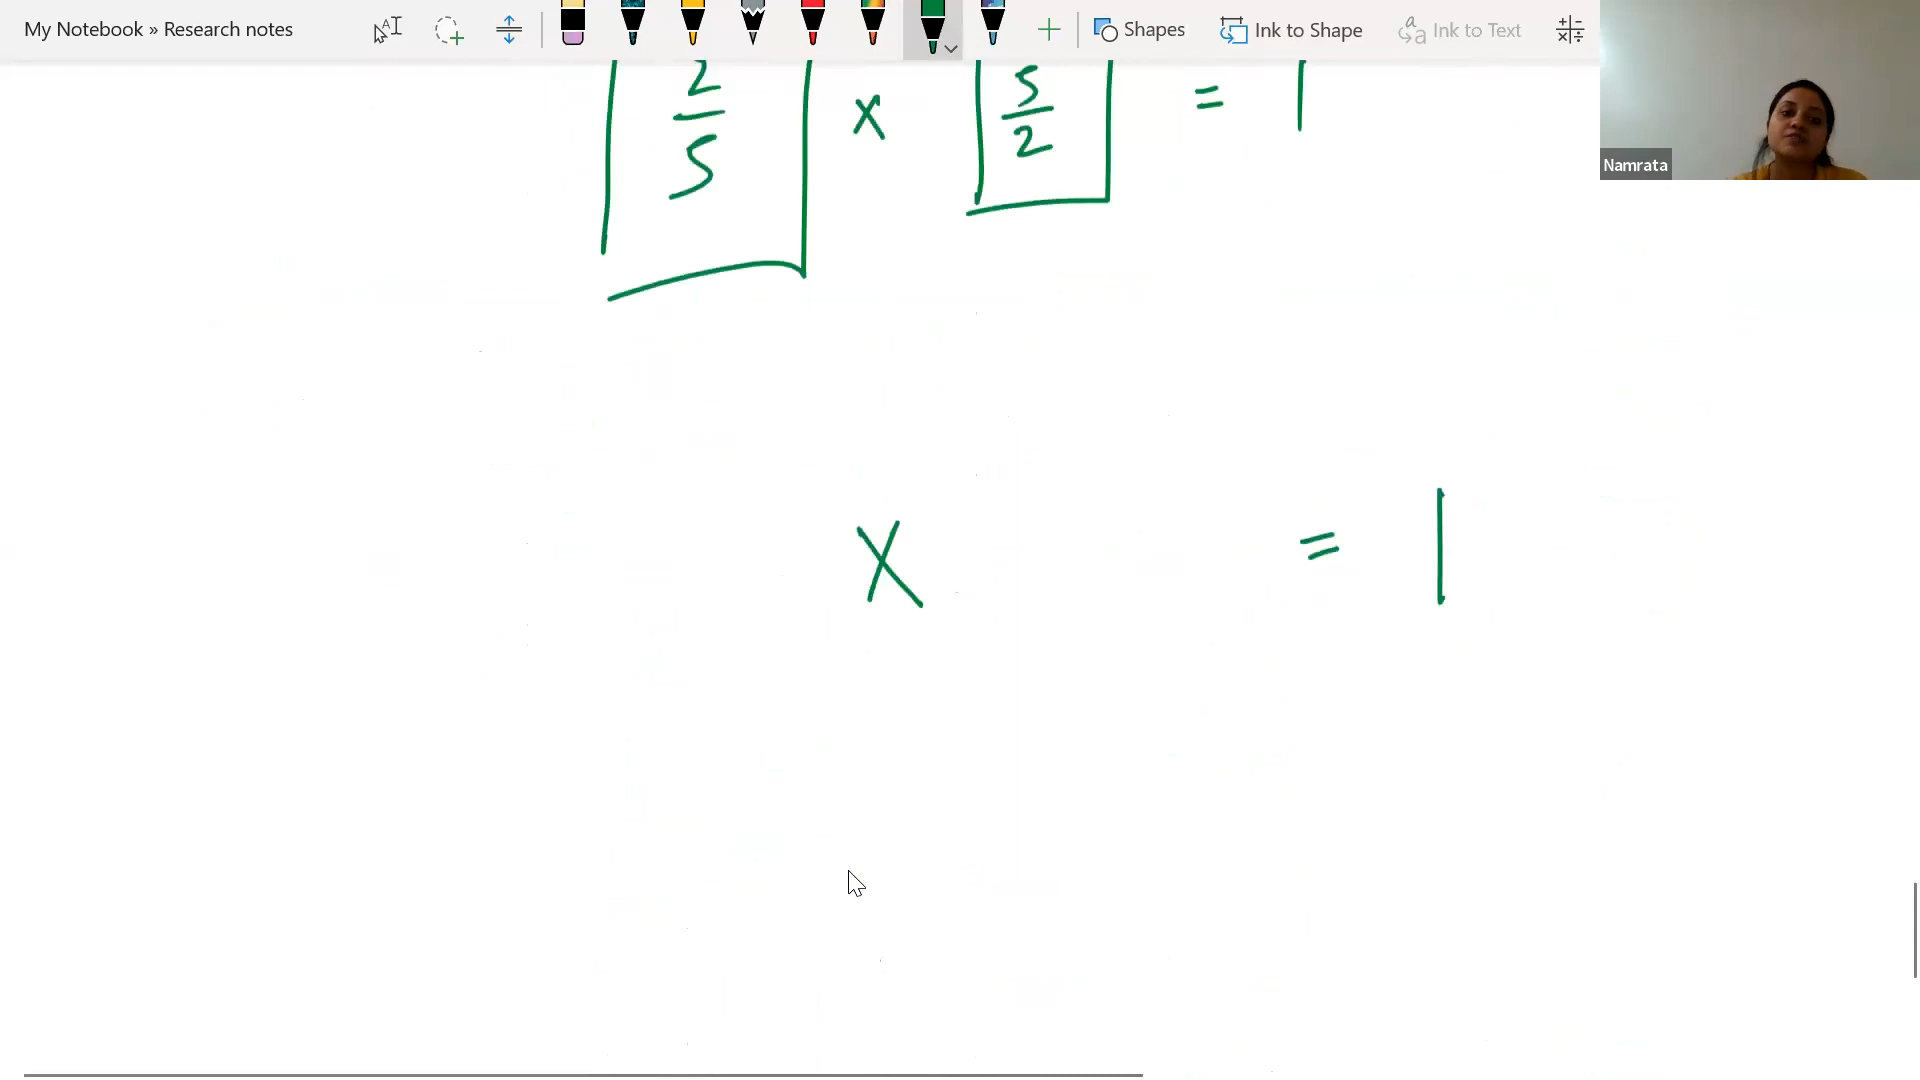 My Notebook » Research notes
Shapes
Ink to Shape
Ink to Text
Namrata
2/5 x 5/2 = 1
X = 1